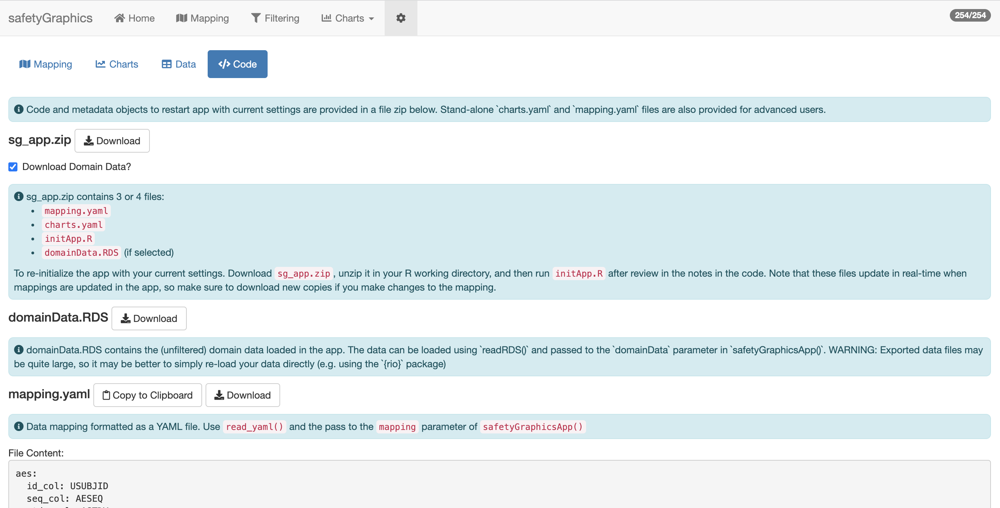 safetyGraphics Home Mapping Filtering Charts 254/254
Mapping Charts Data </> Code
Code and metadata objects to restart app with current settings are provided in a file zip below. Stand-alone `charts.yaml` and `mapping.yaml` files are also provided for advanced users.
sg_app.zip Download
Download Domain Data?
sg_app.zip contains 3 or 4 files:
• mapping.yaml
• charts.yaml
• initApp.R
• domainData.RDS (if selected)
To re-initialize the app with your current settings. Download sg_app.zip , unzip it in your R working directory, and then run initApp.R after review in the notes in the code. Note that these files update in real-time when
mappings are updated in the app, so make sure to download new copies if you make changes to the mapping.
domainData.RDS Download
domainData.RDS contains the (unfiltered) domain data loaded in the app. The data can be loaded using `readRDS()` and passed to the `domainData` parameter in `safetyGraphicsApp()`. WARNING: Exported data files may
be quite large, so it may be better to simply re-load your data directly (e.g. using the `{rio}` package)
mapping.yaml Copy to Clipboard Download
Data mapping formatted as a YAML file. Use read_yaml() and the pass to the mapping parameter of safetyGraphicsApp()
File Content:
aes:
id_col: USUBJID
seq_col: AESEQ